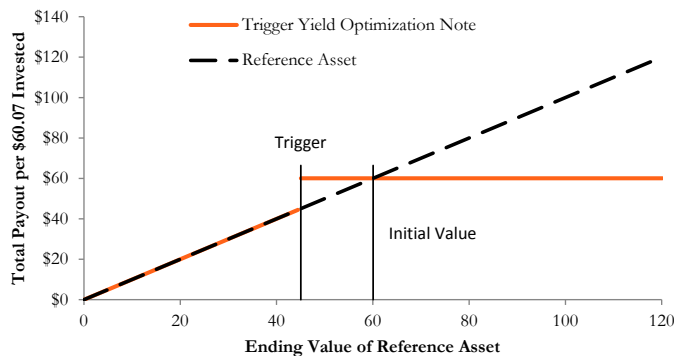 $140
$120
$100
$80
$60
$40
$20
$0
Total Payout per $60.07 Invested
Trigger Yield Optimization Note
Reference Asset
Trigger
Initial Value
0 20 40 60 80 100 120
Ending Value of Reference Asset